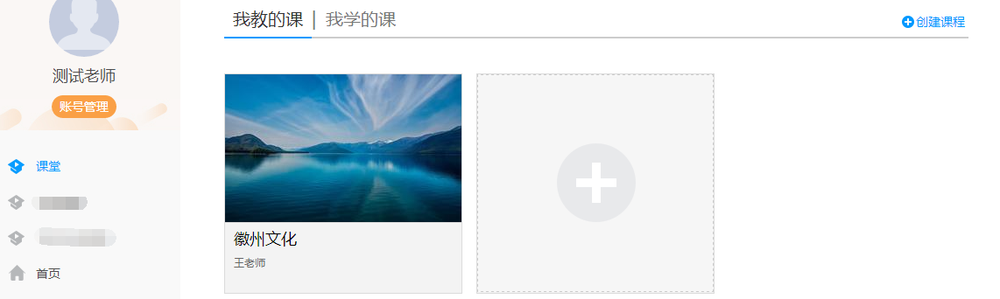 测试老师
账号管理
课堂
首页
我教的课 | 我学的课
创建课程
徽州文化
王老师